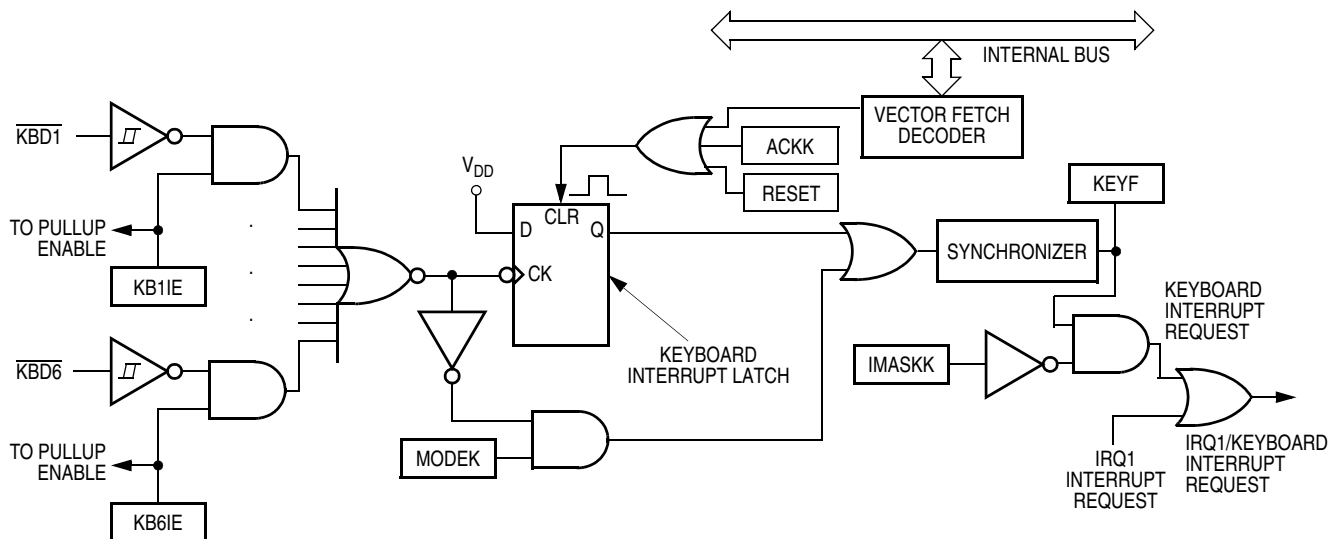 INTERNAL BUS
VECTOR FETCH
DECODER
ACKK
RESET
KBD1
TO PULLUP
ENABLE
KB1IE
KBD6
TO PULLUP
ENABLE
KB6IE
VDD
D
CLR
Q
CK
KEYBOARD
INTERRUPT LATCH
MODEK
SYNCHRONIZER
KEYF
IMASKK
KEYBOARD
INTERRUPT
REQUEST
IRQ1
INTERRUPT
REQUEST
IRQ1/KEYBOARD
INTERRUPT
REQUEST